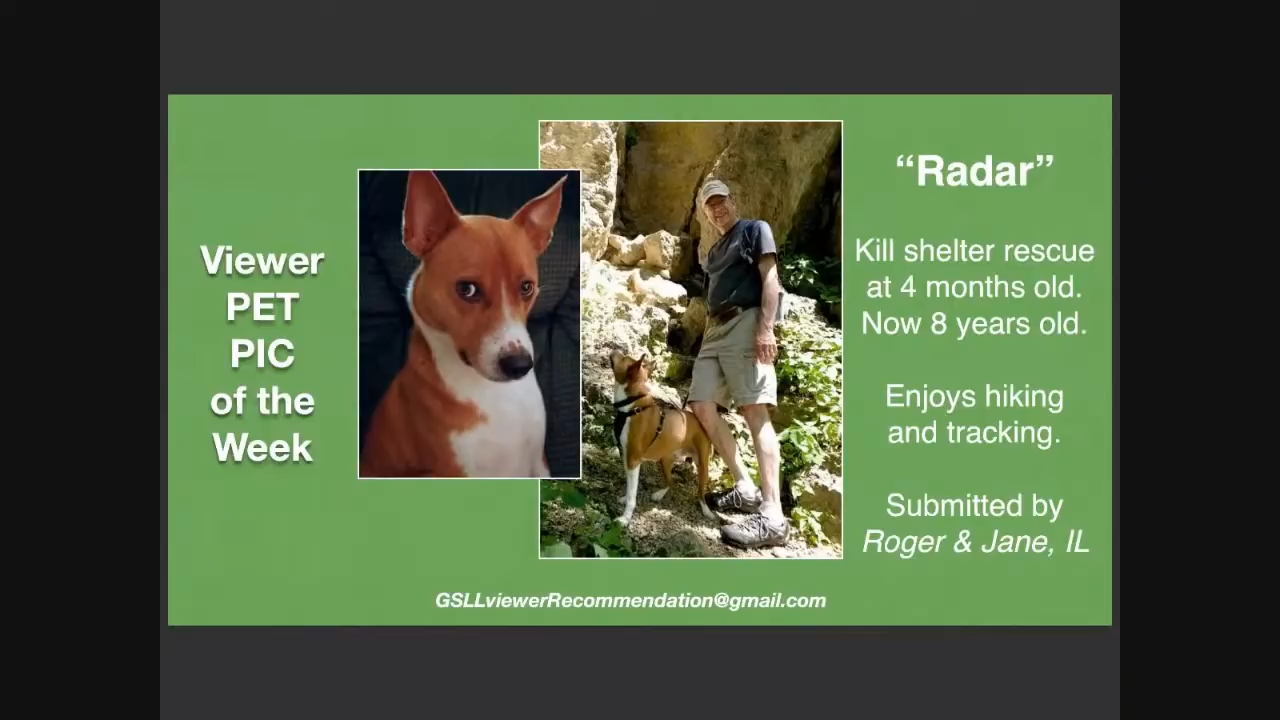 Viewer
PET
PIC
of the
Week
“Radar”
Kill shelter rescue
at 4 months old.
Now 8 years old.
Enjoys hiking
and tracking.
Submitted by
Roger & Jane, IL
GSLLviewerRecommendation@gmail.com